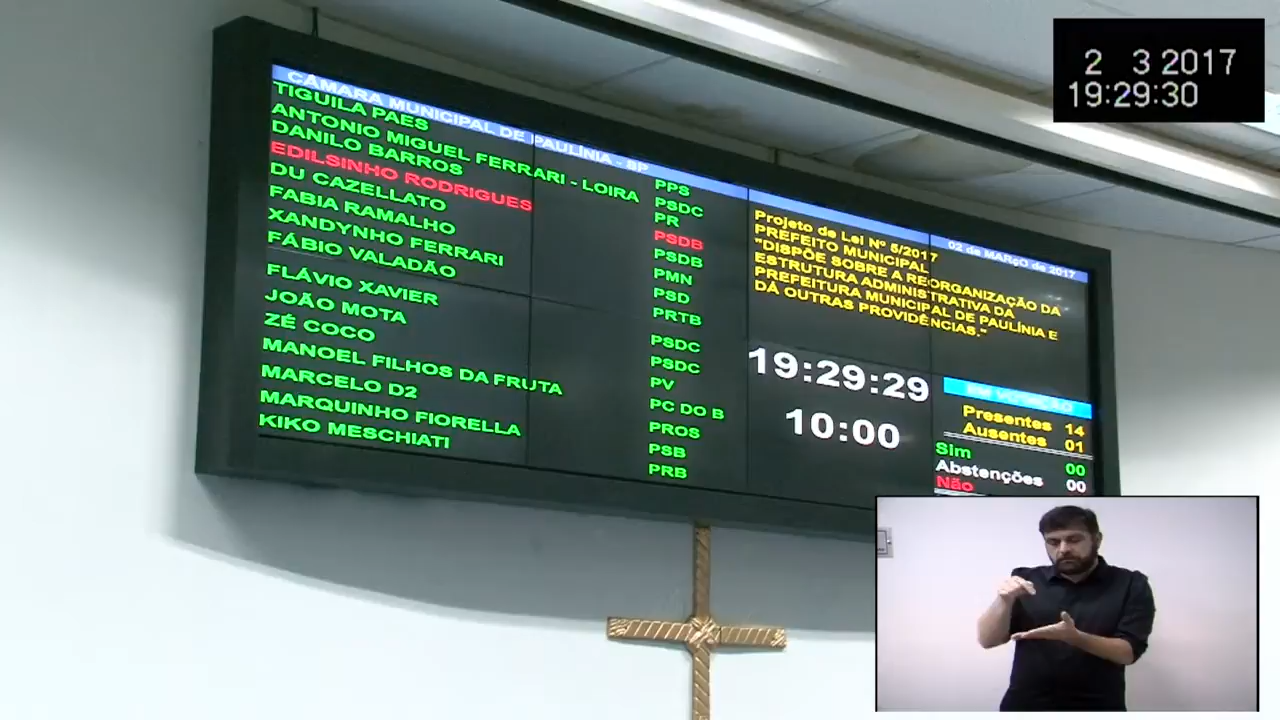 2 3 2017
19:29:30
CÂMARA MUNICIPAL DE PAULÍNIA - SP
TIGUILA PAES PPS
ANTONIO MIGUEL FERRARI - LOIRA PSDC
DANILO BARROS PR
EDILSINHO RODRIGUES PSDB
DU CAZELLATO PSDB
FABIA RAMALHO PMN
XANDYNHO FERRARI PSD
FÁBIO VALADÃO PRTB
FLÁVIO XAVIER PSDC
JOÃO MOTA PSDC
ZÉ COCO PV
MANOEL FILHOS DA FRUTA PC DO B
MARCELO D2 PROS
MARQUINHO FIORELLA PSB
KIKO MESCHIATI PRB
02 de MARçO de 2017
Projeto de Lei Nº 5/2017
PREFEITO MUNICIPAL
"DISPÕE SOBRE A REORGANIZAÇÃO DA
ESTRUTURA ADMINISTRATIVA DA
PREFEITURA MUNICIPAL DE PAULÍNIA E
DÁ OUTRAS PROVIDÊNCIAS."
19:29:29
10:00
EM VOTAÇÃO
Presentes 14
Ausentes 01
Sim 00
Abstenções 00
Não